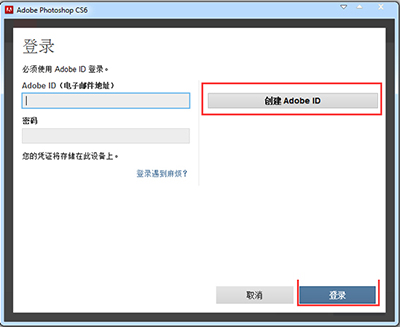 Adobe Photoshop CS6
登录
必须使用 Adobe ID 登录。
Adobe ID（电子邮件地址）
创建 Adobe ID
密码
您的凭证将存储在此设备上。
登录遇到麻烦？
取消
登录